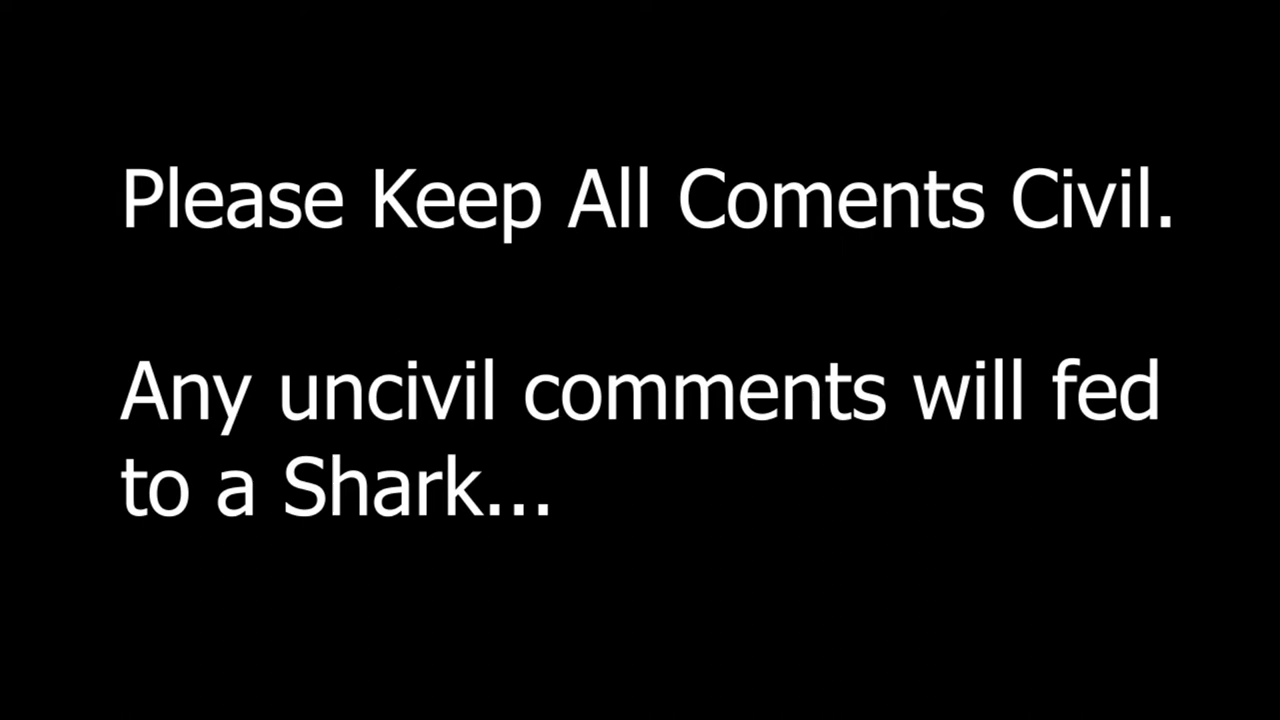 Please Keep All Coments Civil.
Any uncivil comments will fed
to a Shark...